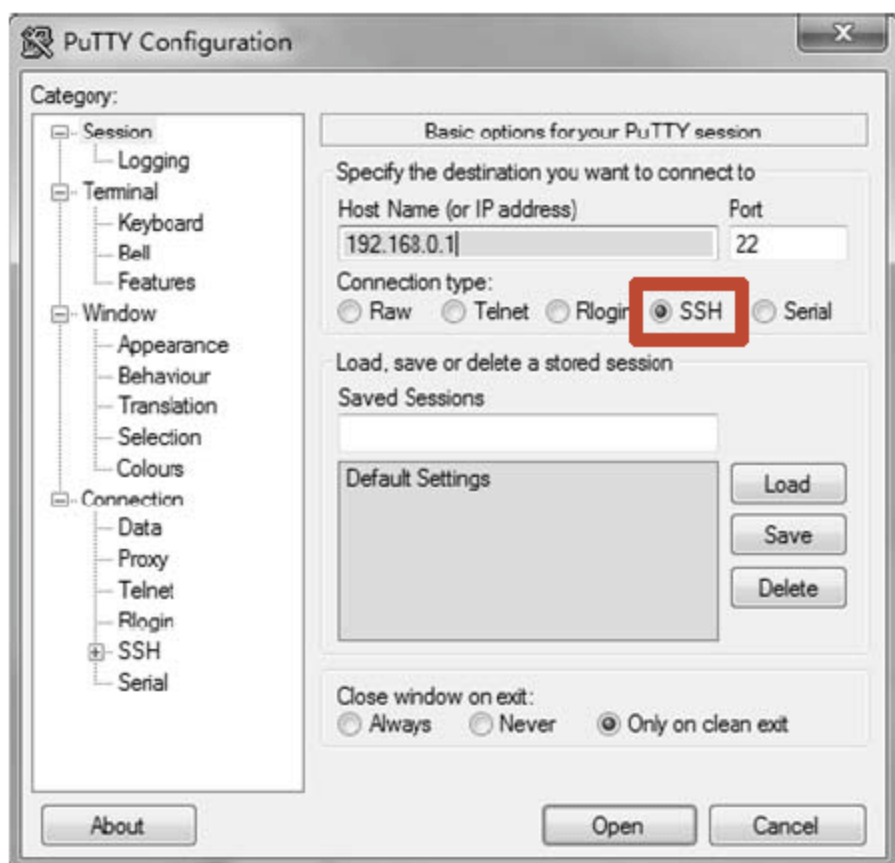 PuTTY Configuration
Category:
Session
Logging
Terminal
Keyboard
Bell
Features
Window
Appearance
Behaviour
Translation
Selection
Colours
Connection
Data
Proxy
Telnet
Rlogin
SSH
Serial
Basic options for your PuTTY session
Specify the destination you want to connect to
Host Name (or IP address) Port
192.168.0.1 22
Connection type:
Raw Telnet Rlogin SSH Serial
Load, save or delete a stored session
Saved Sessions
Default Settings
Load
Save
Delete
Close window on exit:
Always Never Only on clean exit
About Open Cancel